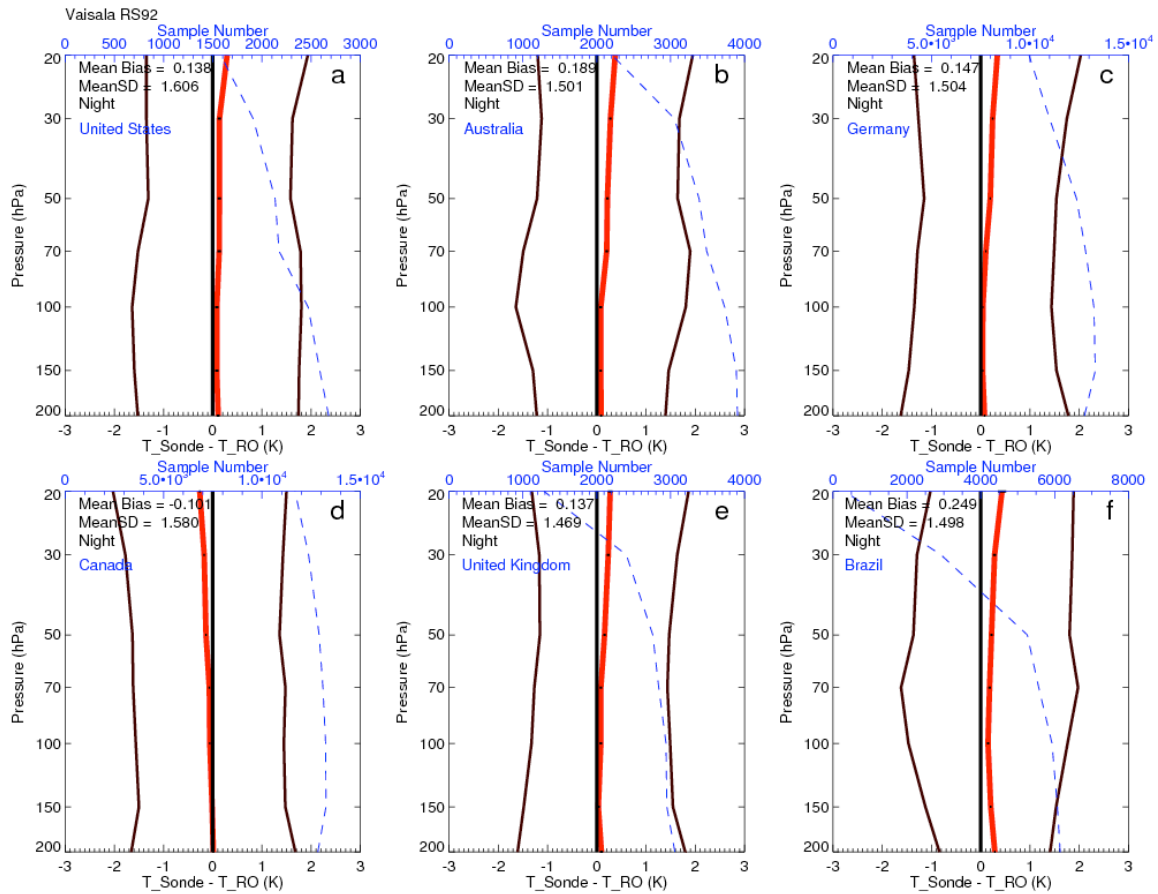 Vaisala RS92
Sample Number
0 500 1000 1500 2000 2500 3000
Mean Bias = 0.138
MeanSD = 1.606
Night
United States
a
20
30
50
70
100
150
200
Pressure (hPa)
-3 -2 -1 0 1 2 3
T_Sonde - T_RO (K)
Sample Number
0 1000 2000 3000 4000
Mean Bias = 0.189
MeanSD = 1.501
Night
Australia
b
20
30
50
70
100
150
200
Pressure (hPa)
-3 -2 -1 0 1 2 3
T_Sonde - T_RO (K)
Sample Number
0 5.0•10³ 1.0•10⁴ 1.5•10⁴
Mean Bias = 0.147
MeanSD = 1.504
Night
Germany
c
20
30
50
70
100
150
200
Pressure (hPa)
-3 -2 -1 0 1 2 3
T_Sonde - T_RO (K)
Sample Number
0 5.0•10³ 1.0•10⁴ 1.5•10⁴
Mean Bias = -0.101
MeanSD = 1.580
Night
Canada
d
20
30
50
70
100
150
200
Pressure (hPa)
-3 -2 -1 0 1 2 3
T_Sonde - T_RO (K)
Sample Number
0 1000 2000 3000 4000
Mean Bias = 0.137
MeanSD = 1.469
Night
United Kingdom
e
20
30
50
70
100
150
200
Pressure (hPa)
-3 -2 -1 0 1 2 3
T_Sonde - T_RO (K)
Sample Number
0 2000 4000 6000 8000
Mean Bias = 0.249
MeanSD = 1.498
Night
Brazil
f
20
30
50
70
100
150
200
Pressure (hPa)
-3 -2 -1 0 1 2 3
T_Sonde - T_RO (K)